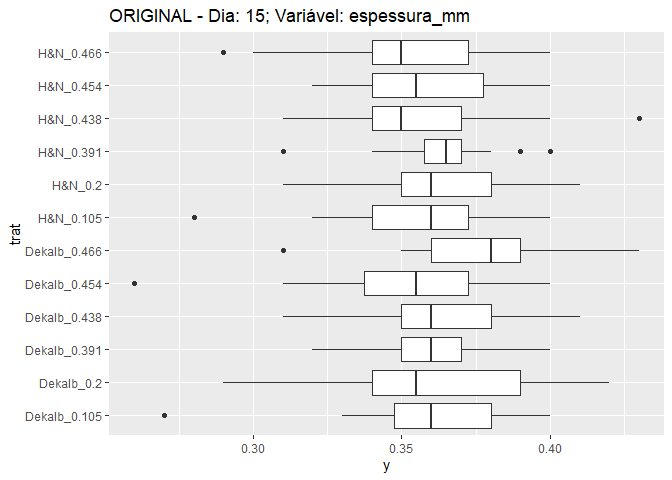 ORIGINAL - Dia: 15; Variável: espessura_mm
H&N_0.466
H&N_0.454
H&N_0.438
H&N_0.391
H&N_0.2
H&N_0.105
Dekalb_0.466
Dekalb_0.454
Dekalb_0.438
Dekalb_0.391
Dekalb_0.2
Dekalb_0.105
trat
0.30
0.35
0.40
y